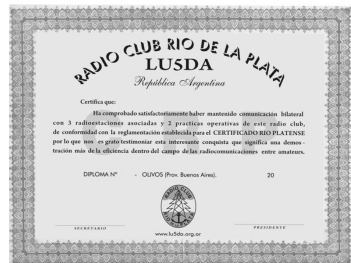 RADIO CLUB RIO DE LA PLATA
LU5DA
República Argentina
Certifica que:
Ha comprobado satisfactoriamente haber mantenido comunicación bilateral
con 3 radioestaciones asociadas y 2 practicas operativas de este radio club,
de conformidad con la reglamentación establecida para el CERTIFICADO RIO PLATENSE
por lo que nos es grato testimoniar esta interesante conquista que significa una demos -
tración más de la eficiencia dentro del campo de las radiocomunicaciones entre amateurs.
DIPLOMA Nº - OLIVOS (Prov. Buenos Aires). 20
RADIO CLUB
www.lu5da.org.ar
SECRETARIO PRESIDENTE